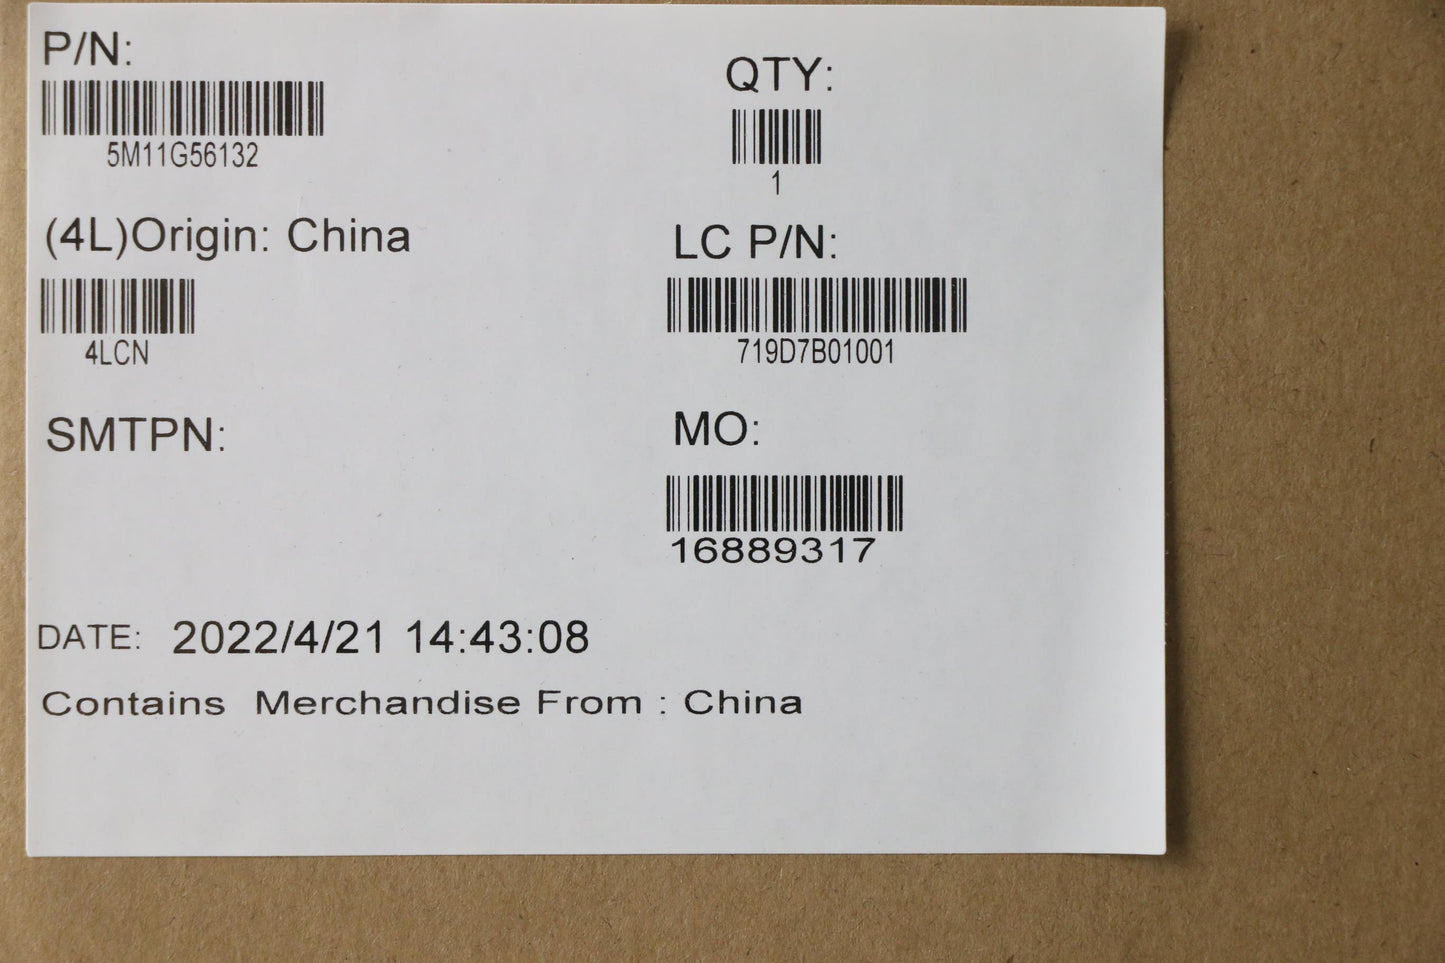 P/N:
5M11G56132
QTY:
1
(4L)Origin: China
4LCN
LC P/N:
719D7B01001
SMTPN:
MO:
16889317
DATE: 2022/4/21 14:43:08
Contains Merchandise From : China